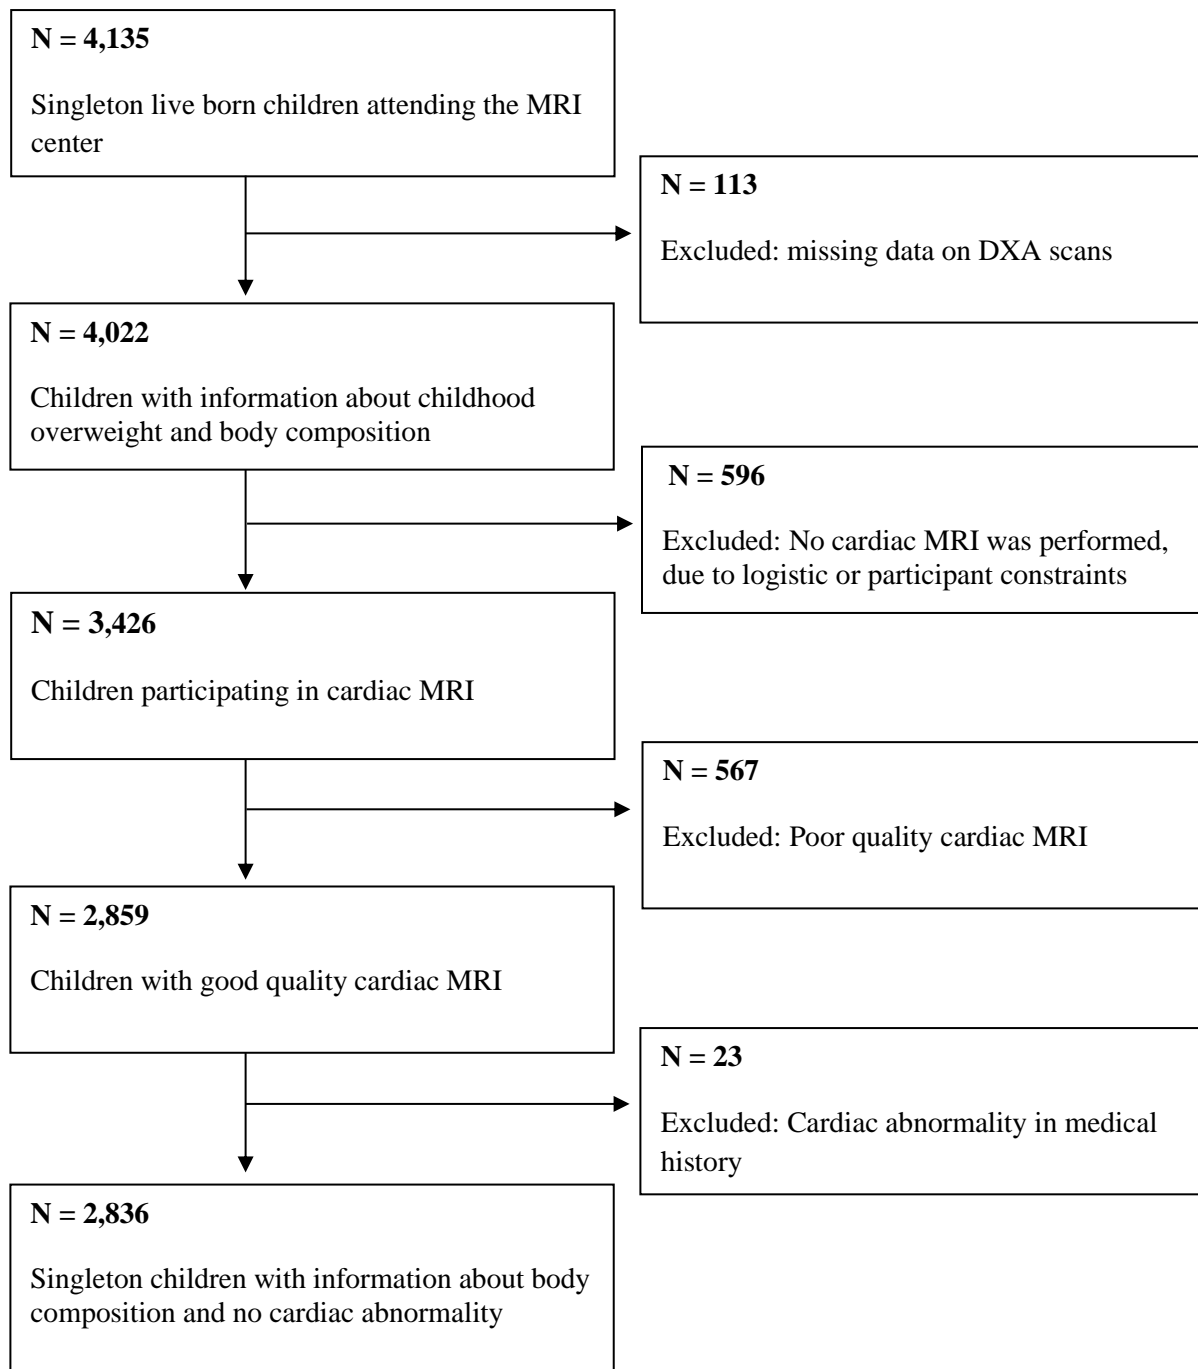 N = 4,135
Singleton live born children attending the MRI
center
N = 113
Excluded: missing data on DXA scans
N = 4,022
Children with information about childhood
overweight and body composition
N = 596
Excluded: No cardiac MRI was performed,
due to logistic or participant constraints
N = 3,426
Children participating in cardiac MRI
N = 567
Excluded: Poor quality cardiac MRI
N = 2,859
Children with good quality cardiac MRI
N = 23
Excluded: Cardiac abnormality in medical
history
N = 2,836
Singleton children with information about body
composition and no cardiac abnormality